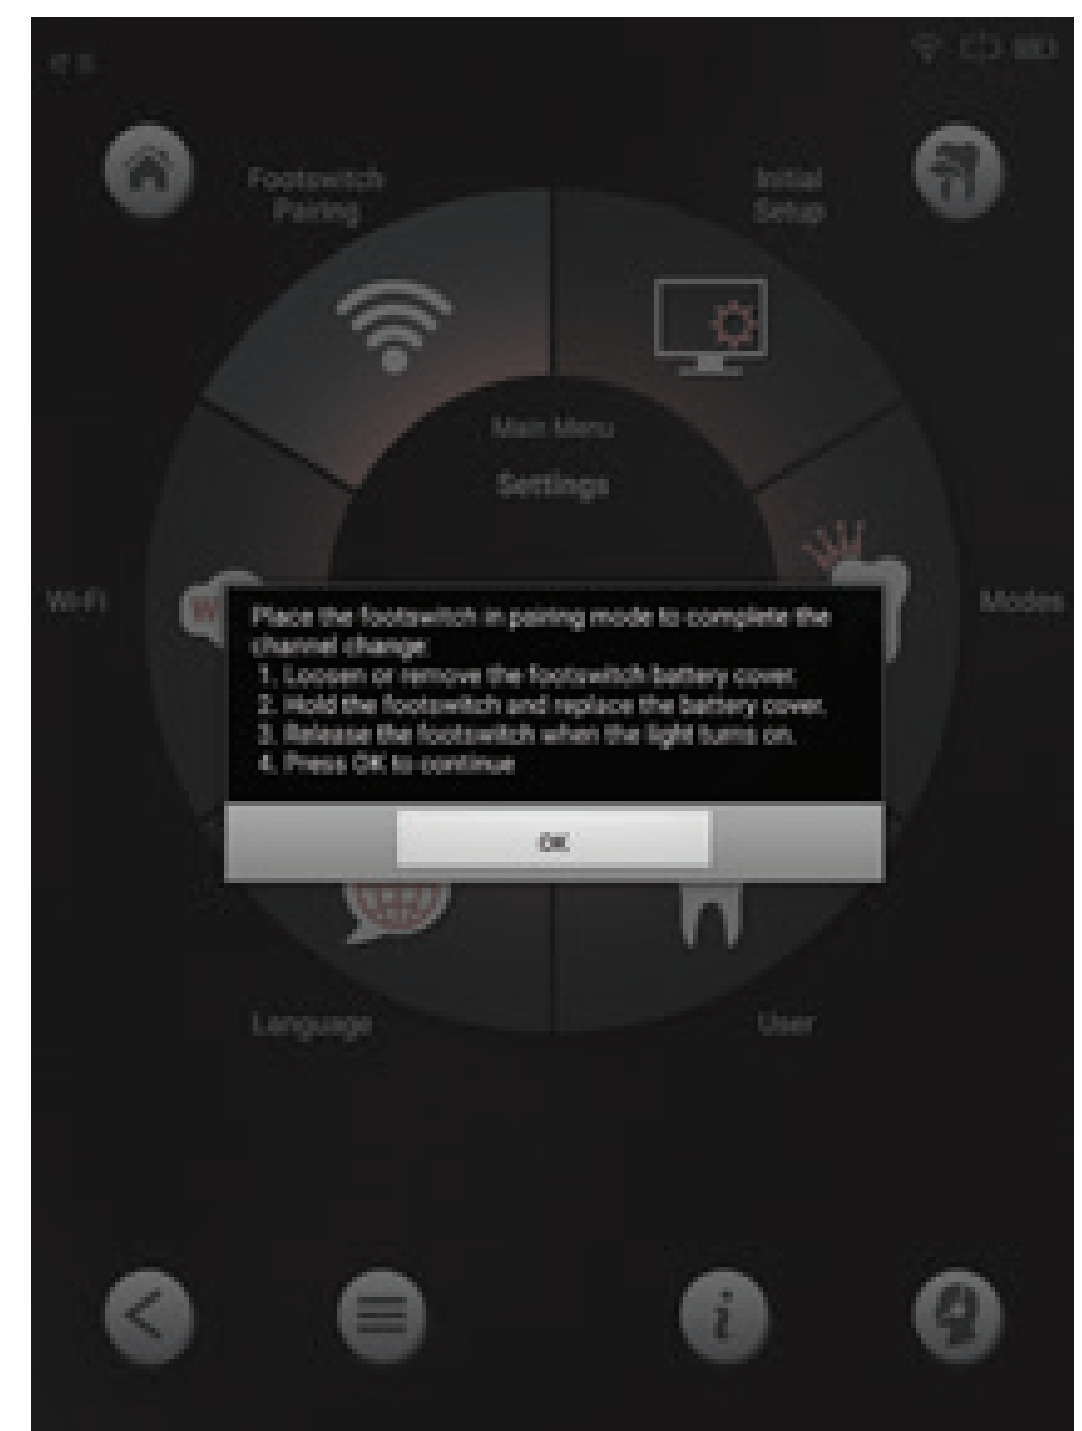 Footswitch
Pairing
Initial
Setup
Main Menu
Settings
Wi-Fi
W
Modes
Place the footswitch in pairing mode to complete the
channel change:
1. Loosen or remove the footswitch battery cover.
2. Hold the footswitch and replace the battery cover.
3. Release the footswitch when the light turns on.
4. Press OK to continue
OK
Language
User
i